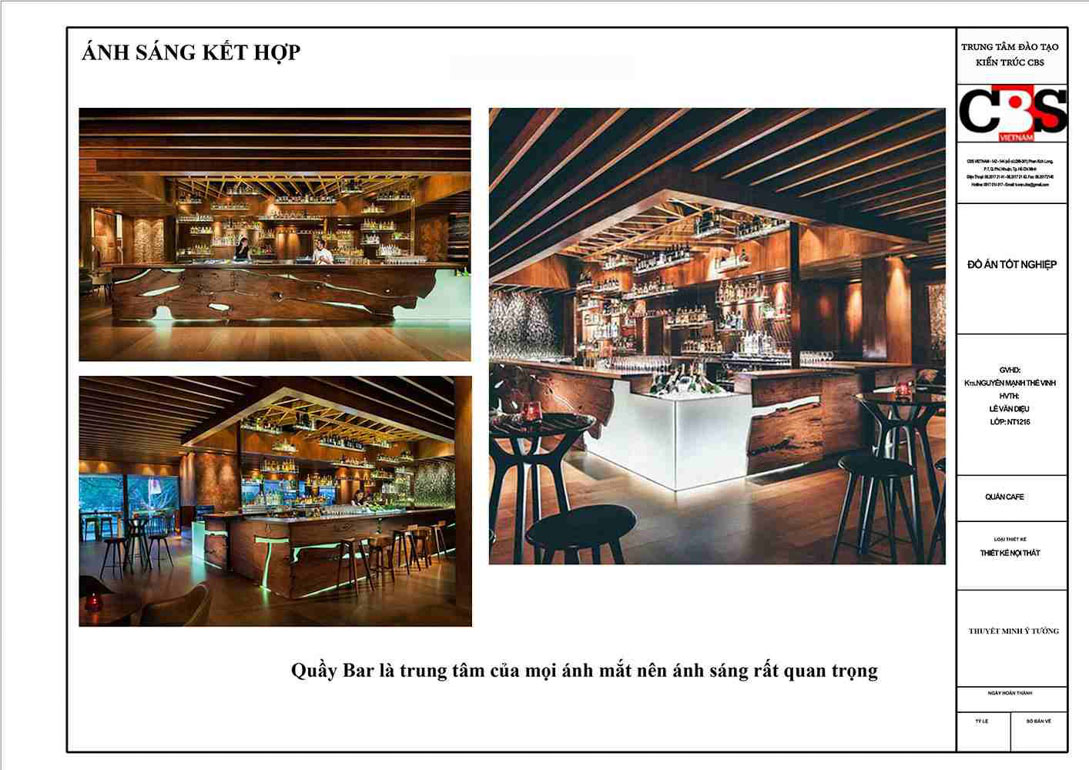 ÁNH SÁNG KẾT HỢP
Quầy Bar là trung tâm của mọi ánh mắt nên ánh sáng rất quan trọng
TRUNG TÂM ĐÀO TẠO
KIẾN TRÚC CBS
CBS
VIETNAM
ĐỒ ÁN TỐT NGHIỆP
GVHD:
KTS.NGUYỄN MẠNH THẾ VINH
HVTH:
LÊ VĂN DIỆU
LỚP: NT1216
QUÁN CAFE
LOẠI THIẾT KẾ
THIẾT KẾ NỘI THẤT
THUYẾT MINH Ý TƯỞNG
NGÀY HOÀN THÀNH
TỶ LỆ
SỐ BẢN VẼ